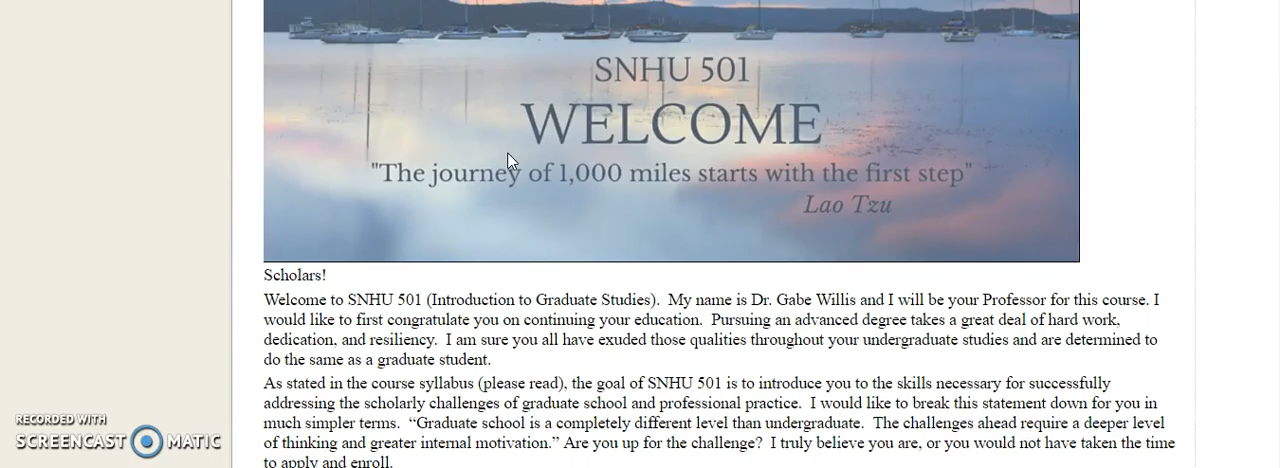 SNHU 501
WELCOME
"The journey of 1,000 miles starts with the first step"
Lao Tzu
Scholars!
Welcome to SNHU 501 (Introduction to Graduate Studies).  My name is Dr. Gabe Willis and I will be your Professor for this course. I
would like to first congratulate you on continuing your education.  Pursuing an advanced degree takes a great deal of hard work,
dedication, and resiliency.  I am sure you all have exuded those qualities throughout your undergraduate studies and are determined to
do the same as a graduate student.
As stated in the course syllabus (please read), the goal of SNHU 501 is to introduce you to the skills necessary for successfully
addressing the scholarly challenges of graduate school and professional practice.  I would like to break this statement down for you in
much simpler terms.  “Graduate school is a completely different level than undergraduate.  The challenges ahead require a deeper level
of thinking and greater internal motivation.” Are you up for the challenge?  I truly believe you are, or you would not have taken the time
to apply and enroll.
RECORDED WITH
SCREENCAST MATIC